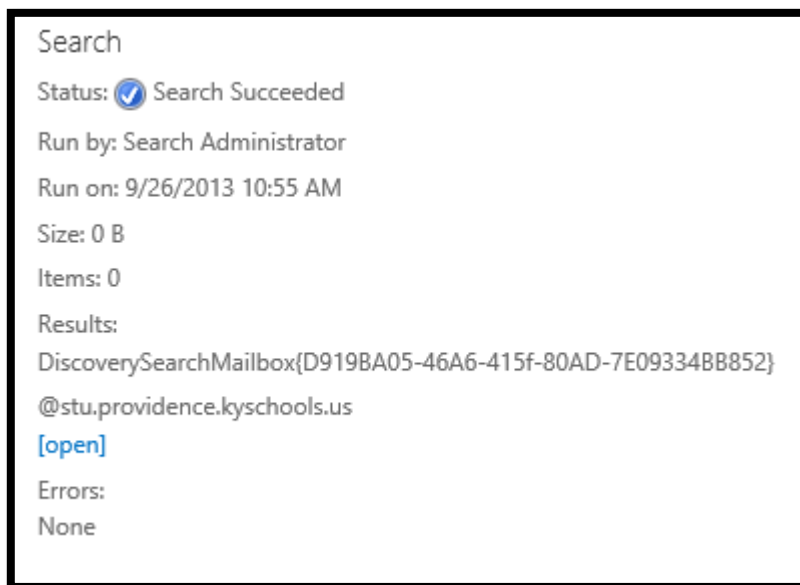 Search
Status: Search Succeeded
Run by: Search Administrator
Run on: 9/26/2013 10:55 AM
Size: 0 B
Items: 0
Results:
DiscoverySearchMailbox{D919BA05-46A6-415f-80AD-7E09334BB852}
@stu.providence.kyschools.us
[open]
Errors:
None